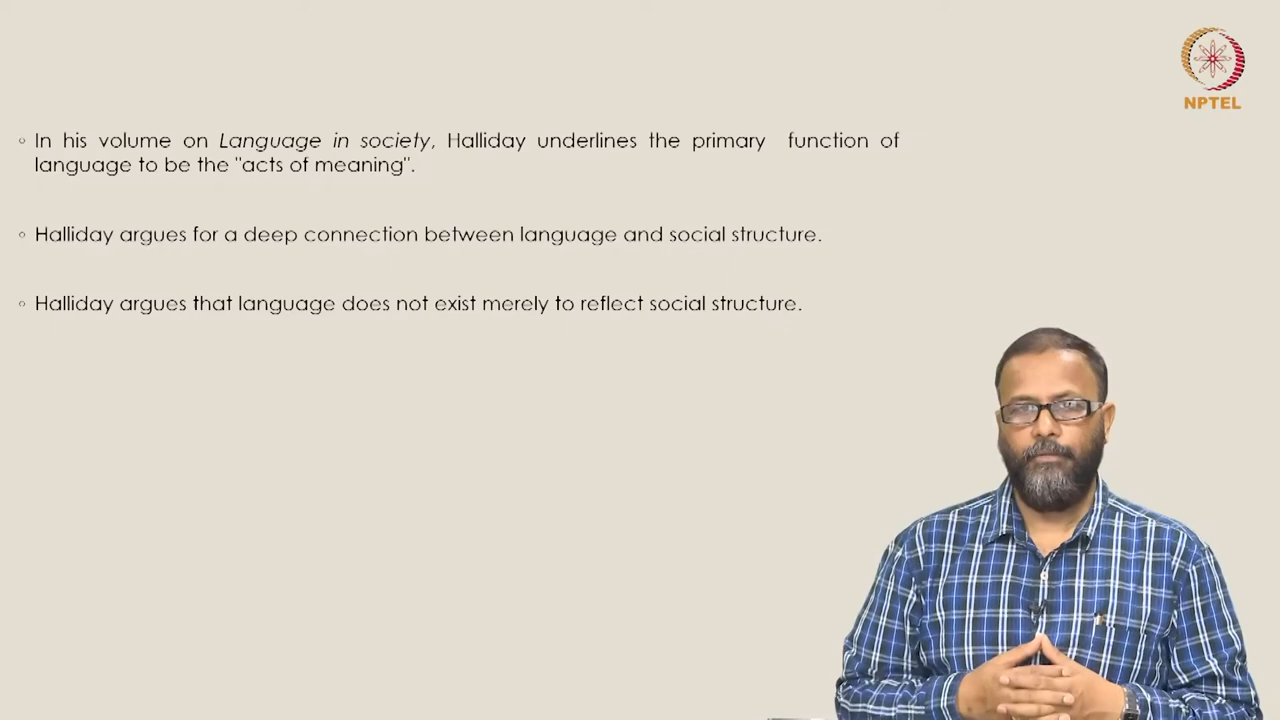 NPTEL
◦ In his volume on Language in society, Halliday underlines the primary function of
language to be the "acts of meaning".
◦ Halliday argues for a deep connection between language and social structure.
◦ Halliday argues that language does not exist merely to reflect social structure.